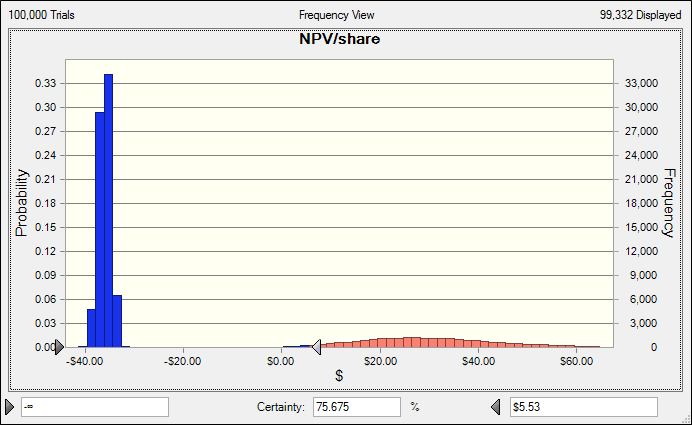 100,000 Trials Frequency View 99,332 Displayed
NPV/share
0.33 33,000
0.30 30,000
0.27 27,000
0.24 24,000
0.21 21,000
0.18 18,000
0.15 15,000
0.12 12,000
0.09 9,000
0.06 6,000
0.03 3,000
0.00 0
Probability
Frequency
-$40.00 -$20.00 $0.00 $20.00 $40.00 $60.00
$
-∞ Certainty: 75.675 % $5.53